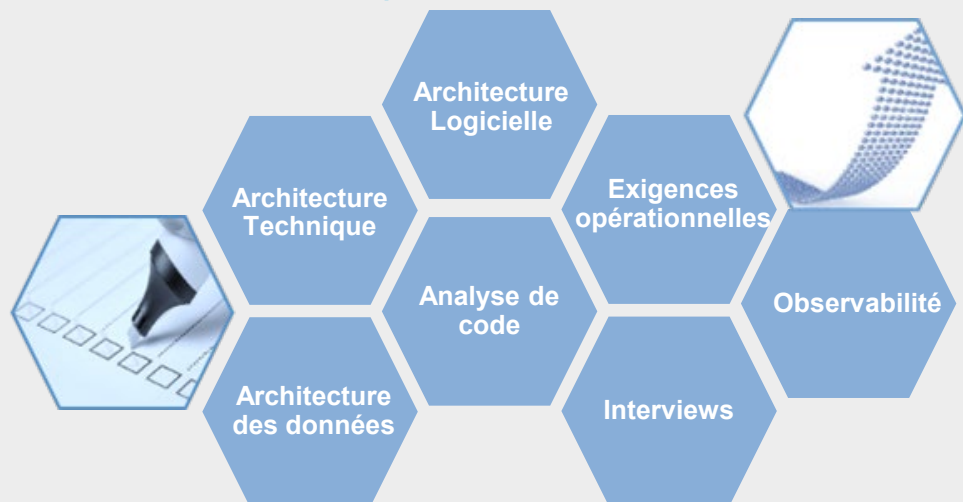 Architecture
Logicielle
Architecture
Technique
Exigences
opérationnelles
Analyse de
code
Observabilité
Architecture
des données
Interviews